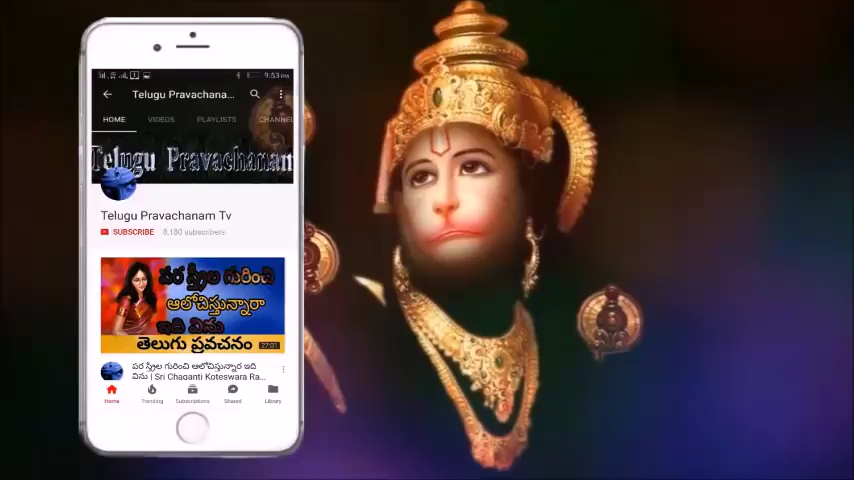 9:53 PM
Telugu Pravachana...
HOME VIDEOS PLAYLISTS CHANNEL
Telugu Pravachanam
Telugu Pravachanam Tv
SUBSCRIBE 8,180 subscribers
పర స్త్రీల గురించి
ఆలోచిస్తున్నారా
ఇది విను
తెలుగు ప్రవచనం 27:01
పర స్త్రీల గురించి ఆలోచిస్తున్నార ఇది
విను | Sri Chaganti Koteswara Ra...
Home Trending Subscriptions Shared Library